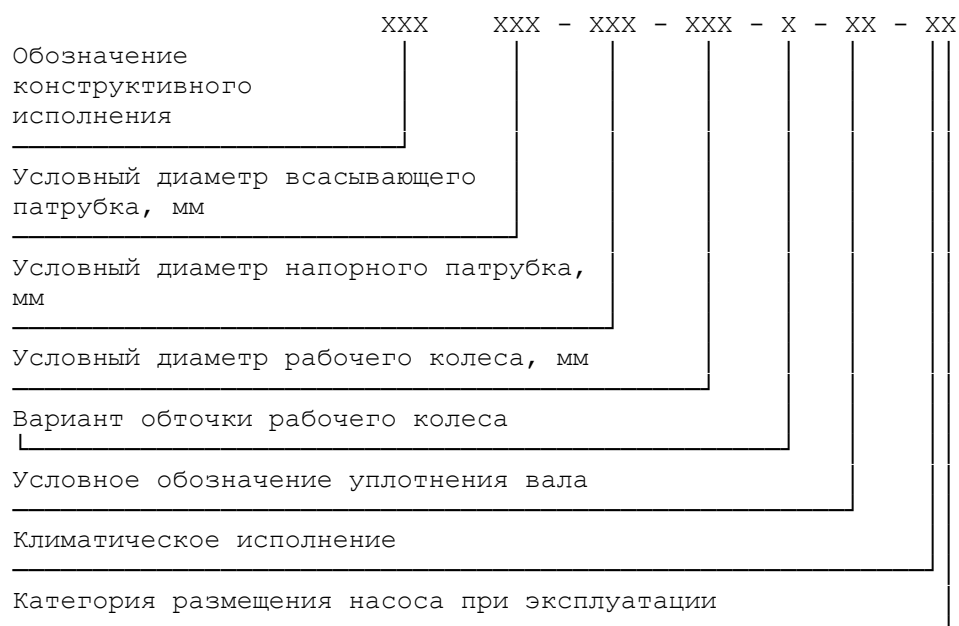 XXX XXX - XXX - XXX - X - XX - XX
Обозначение
конструктивного
исполнения
Условный диаметр всасывающего
патрубка, мм
Условный диаметр напорного патрубка,
мм
Условный диаметр рабочего колеса, мм
Вариант обточки рабочего колеса
Условное обозначение уплотнения вала
Климатическое исполнение
Категория размещения насоса при эксплуатации